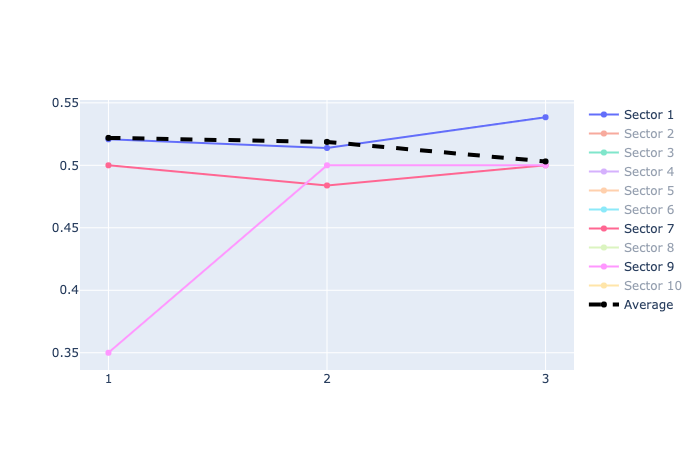 0.55
0.5
0.45
0.4
0.35
1
2
3
Sector 1
Sector 2
Sector 3
Sector 4
Sector 5
Sector 6
Sector 7
Sector 8
Sector 9
Sector 10
Average